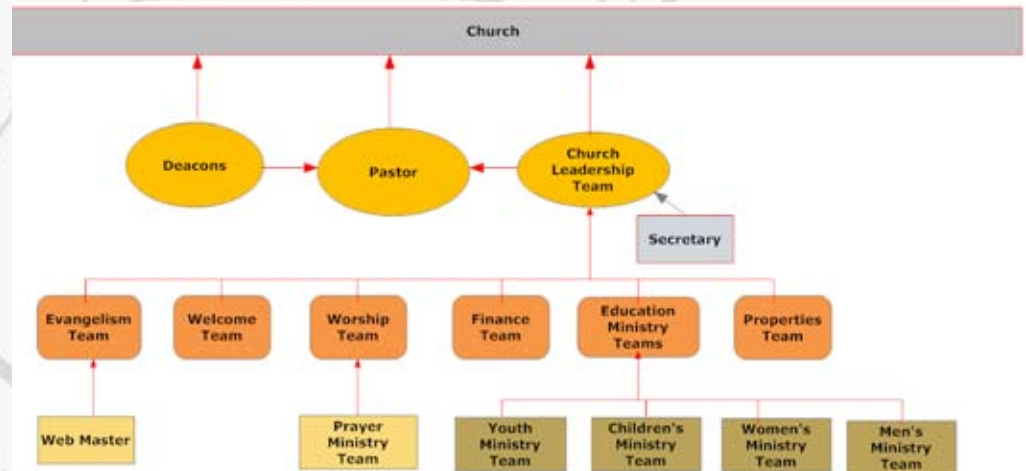 Church
Deacons
Pastor
Church
Leadership
Team
Secretary
Evangelism
Team
Welcome
Team
Worship
Team
Finance
Team
Education
Ministry
Teams
Properties
Team
Web Master
Prayer
Ministry
Team
Youth
Ministry
Team
Children's
Ministry
Team
Women's
Ministry
Team
Men's
Ministry
Team